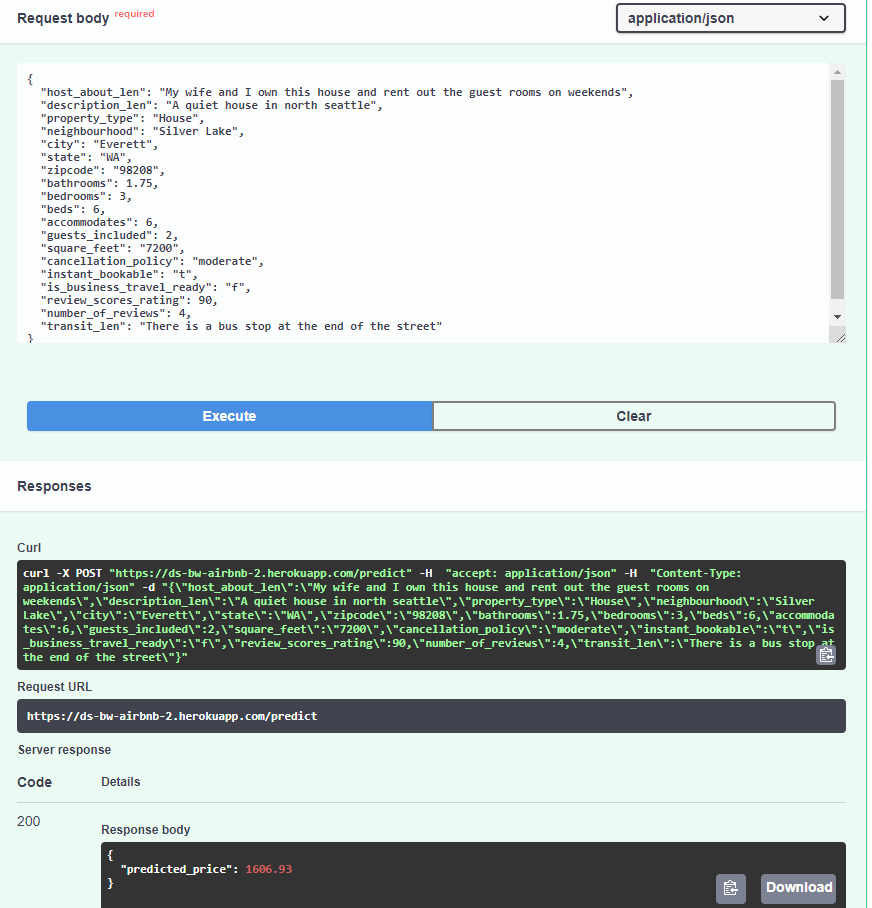 Request body required
application/json
{
  "host_about_len": "My wife and I own this house and rent out the guest rooms on weekends",
  "description_len": "A quiet house in north seattle",
  "property_type": "House",
  "neighbourhood": "Silver Lake",
  "city": "Everett",
  "state": "WA",
  "zipcode": "98208",
  "bathrooms": 1.75,
  "bedrooms": 3,
  "beds": 6,
  "accommodates": 6,
  "guests_included": 2,
  "square_feet": "7200",
  "cancellation_policy": "moderate",
  "instant_bookable": "t",
  "is_business_travel_ready": "f",
  "review_scores_rating": 90,
  "number_of_reviews": 4,
  "transit_len": "There is a bus stop at the end of the street"
}
Execute
Clear
Responses
Curl
curl -X POST "https://ds-bw-airbnb-2.herokuapp.com/predict" -H  "accept: application/json" -H  "Content-Type:
application/json" -d "{\"host_about_len\":\"My wife and I own this house and rent out the guest rooms on
weekends\",\"description_len\":\"A quiet house in north seattle\",\"property_type\":\"House\",\"neighbourhood\":\"Silver
Lake\",\"city\":\"Everett\",\"state\":\"WA\",\"zipcode\":\"98208\",\"bathrooms\":1.75,\"bedrooms\":3,\"beds\":6,\"accommoda
tes\":6,\"guests_included\":2,\"square_feet\":\"7200\",\"cancellation_policy\":\"moderate\",\"instant_bookable\":\"t\",\"is
_business_travel_ready\":\"f\",\"review_scores_rating\":90,\"number_of_reviews\":4,\"transit_len\":\"There is a bus stop at
the end of the street\"}"
Request URL
https://ds-bw-airbnb-2.herokuapp.com/predict
Server response
Code
Details
200
Response body
{
  "predicted_price": 1606.93
}
Download